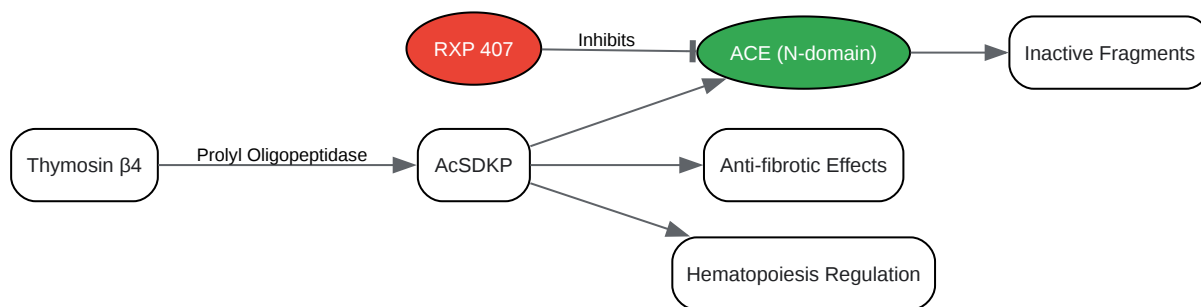 RXP 407
Inhibits
ACE (N-domain)
Inactive Fragments
Thymosin β4
Prolyl Oligopeptidase
AcSDKP
Anti-fibrotic Effects
Hematopoiesis Regulation